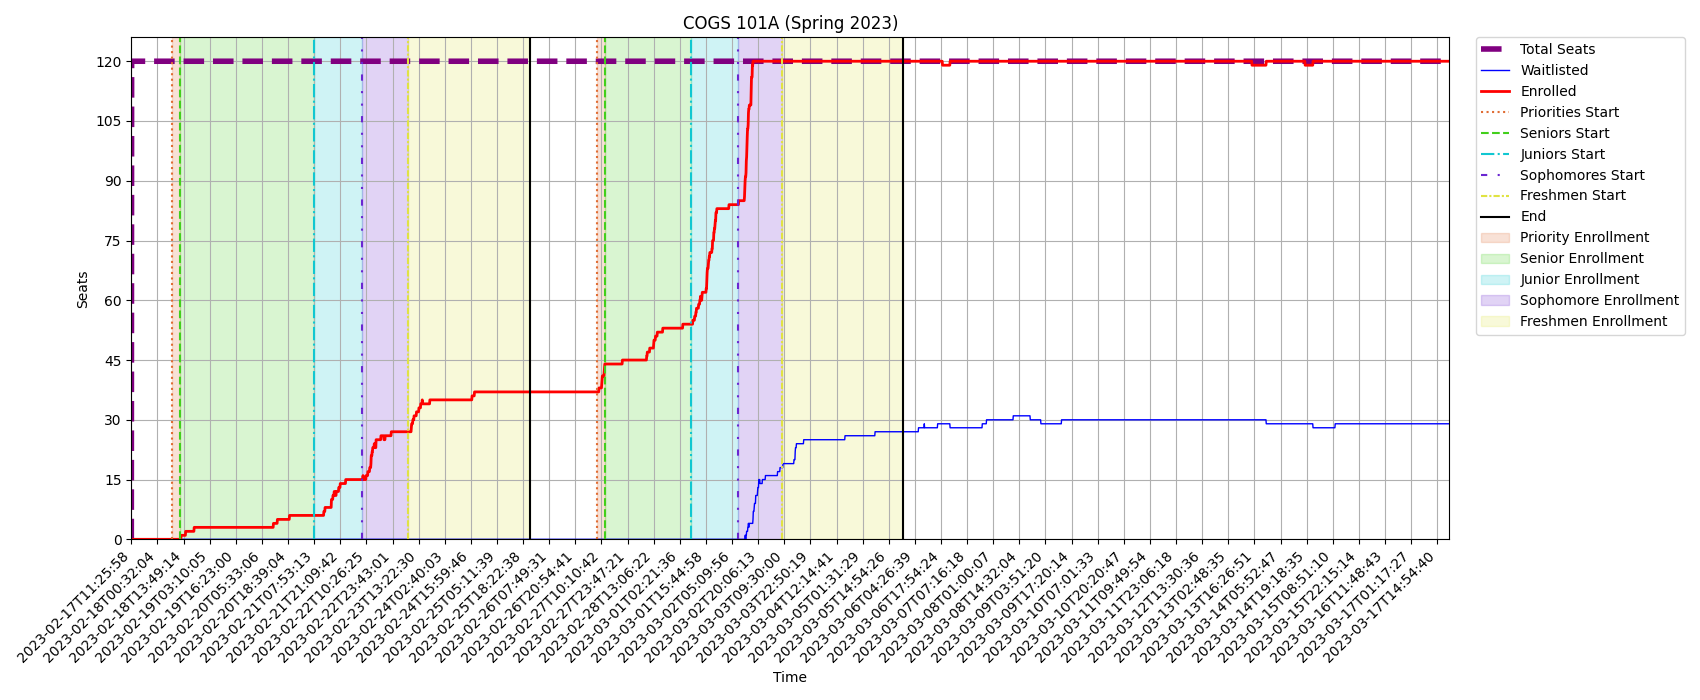 COGS 101A (Spring 2023)
Seats
120
105
90
75
60
45
30
15
0
2023-02-17T11:25:58
2023-02-18T00:32:04
2023-02-18T13:49:14
2023-02-19T03:10:05
2023-02-19T16:23:00
2023-02-20T05:33:06
2023-02-20T18:39:04
2023-02-21T07:53:13
2023-02-21T21:09:42
2023-02-22T10:26:25
2023-02-22T23:43:01
2023-02-23T13:22:30
2023-02-24T02:40:03
2023-02-24T15:59:46
2023-02-25T05:11:39
2023-02-25T18:22:38
2023-02-26T07:49:31
2023-02-26T20:54:41
2023-02-27T10:10:42
2023-02-27T23:47:21
2023-02-28T13:06:22
2023-03-01T02:21:36
2023-03-01T15:44:58
2023-03-02T05:09:56
2023-03-02T20:06:13
2023-03-03T09:30:00
2023-03-03T22:50:19
2023-03-04T12:14:41
2023-03-05T01:31:29
2023-03-05T14:54:26
2023-03-06T04:26:39
2023-03-06T17:54:24
2023-03-07T07:16:18
2023-03-08T01:00:07
2023-03-08T14:32:04
2023-03-09T03:51:20
2023-03-09T17:20:14
2023-03-10T07:01:33
2023-03-10T20:20:47
2023-03-11T09:49:54
2023-03-11T23:06:18
2023-03-12T13:30:36
2023-03-13T02:48:35
2023-03-13T16:26:51
2023-03-14T05:52:47
2023-03-14T19:18:35
2023-03-15T08:51:10
2023-03-15T22:15:14
2023-03-16T11:48:43
2023-03-17T01:17:27
2023-03-17T14:54:40
Time
Total Seats
Waitlisted
Enrolled
Priorities Start
Seniors Start
Juniors Start
Sophomores Start
Freshmen Start
End
Priority Enrollment
Senior Enrollment
Junior Enrollment
Sophomore Enrollment
Freshmen Enrollment